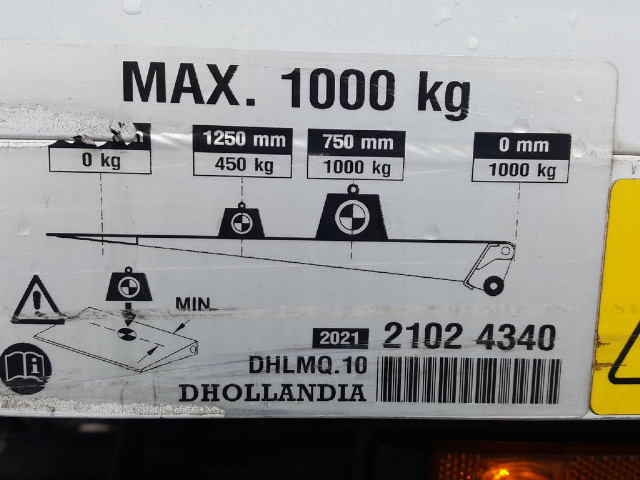 MAX. 1000 kg
mm 1250 mm 750 mm 0 mm
0 kg 450 kg 1000 kg 1000 kg
MIN.
2021 2102 4340
DHLMQ.10
DHOLLANDIA